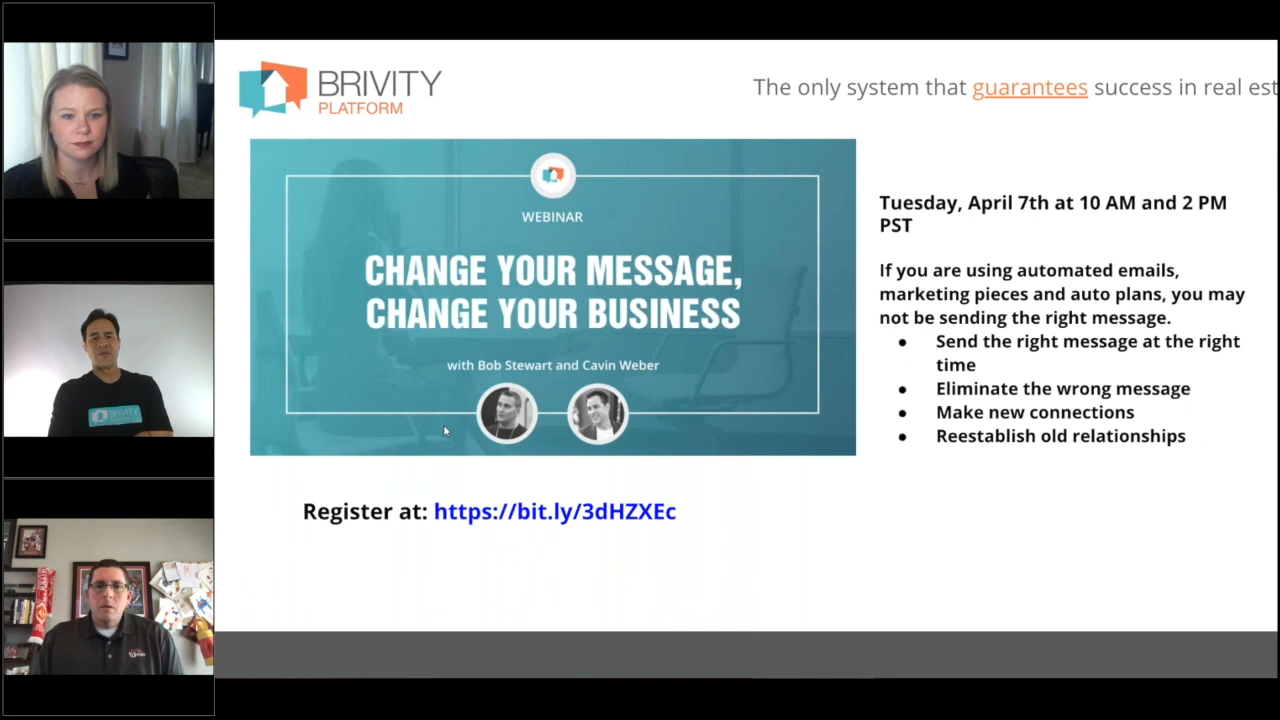 BRIVITY
PLATFORM
The only system that guarantees success in real est
WEBINAR
CHANGE YOUR MESSAGE,
CHANGE YOUR BUSINESS
with Bob Stewart and Cavin Weber
Tuesday, April 7th at 10 AM and 2 PM
PST
If you are using automated emails,
marketing pieces and auto plans, you may
not be sending the right message.
● Send the right message at the right
time
● Eliminate the wrong message
● Make new connections
● Reestablish old relationships
Register at: https://bit.ly/3dHZXEc
BRIVITY